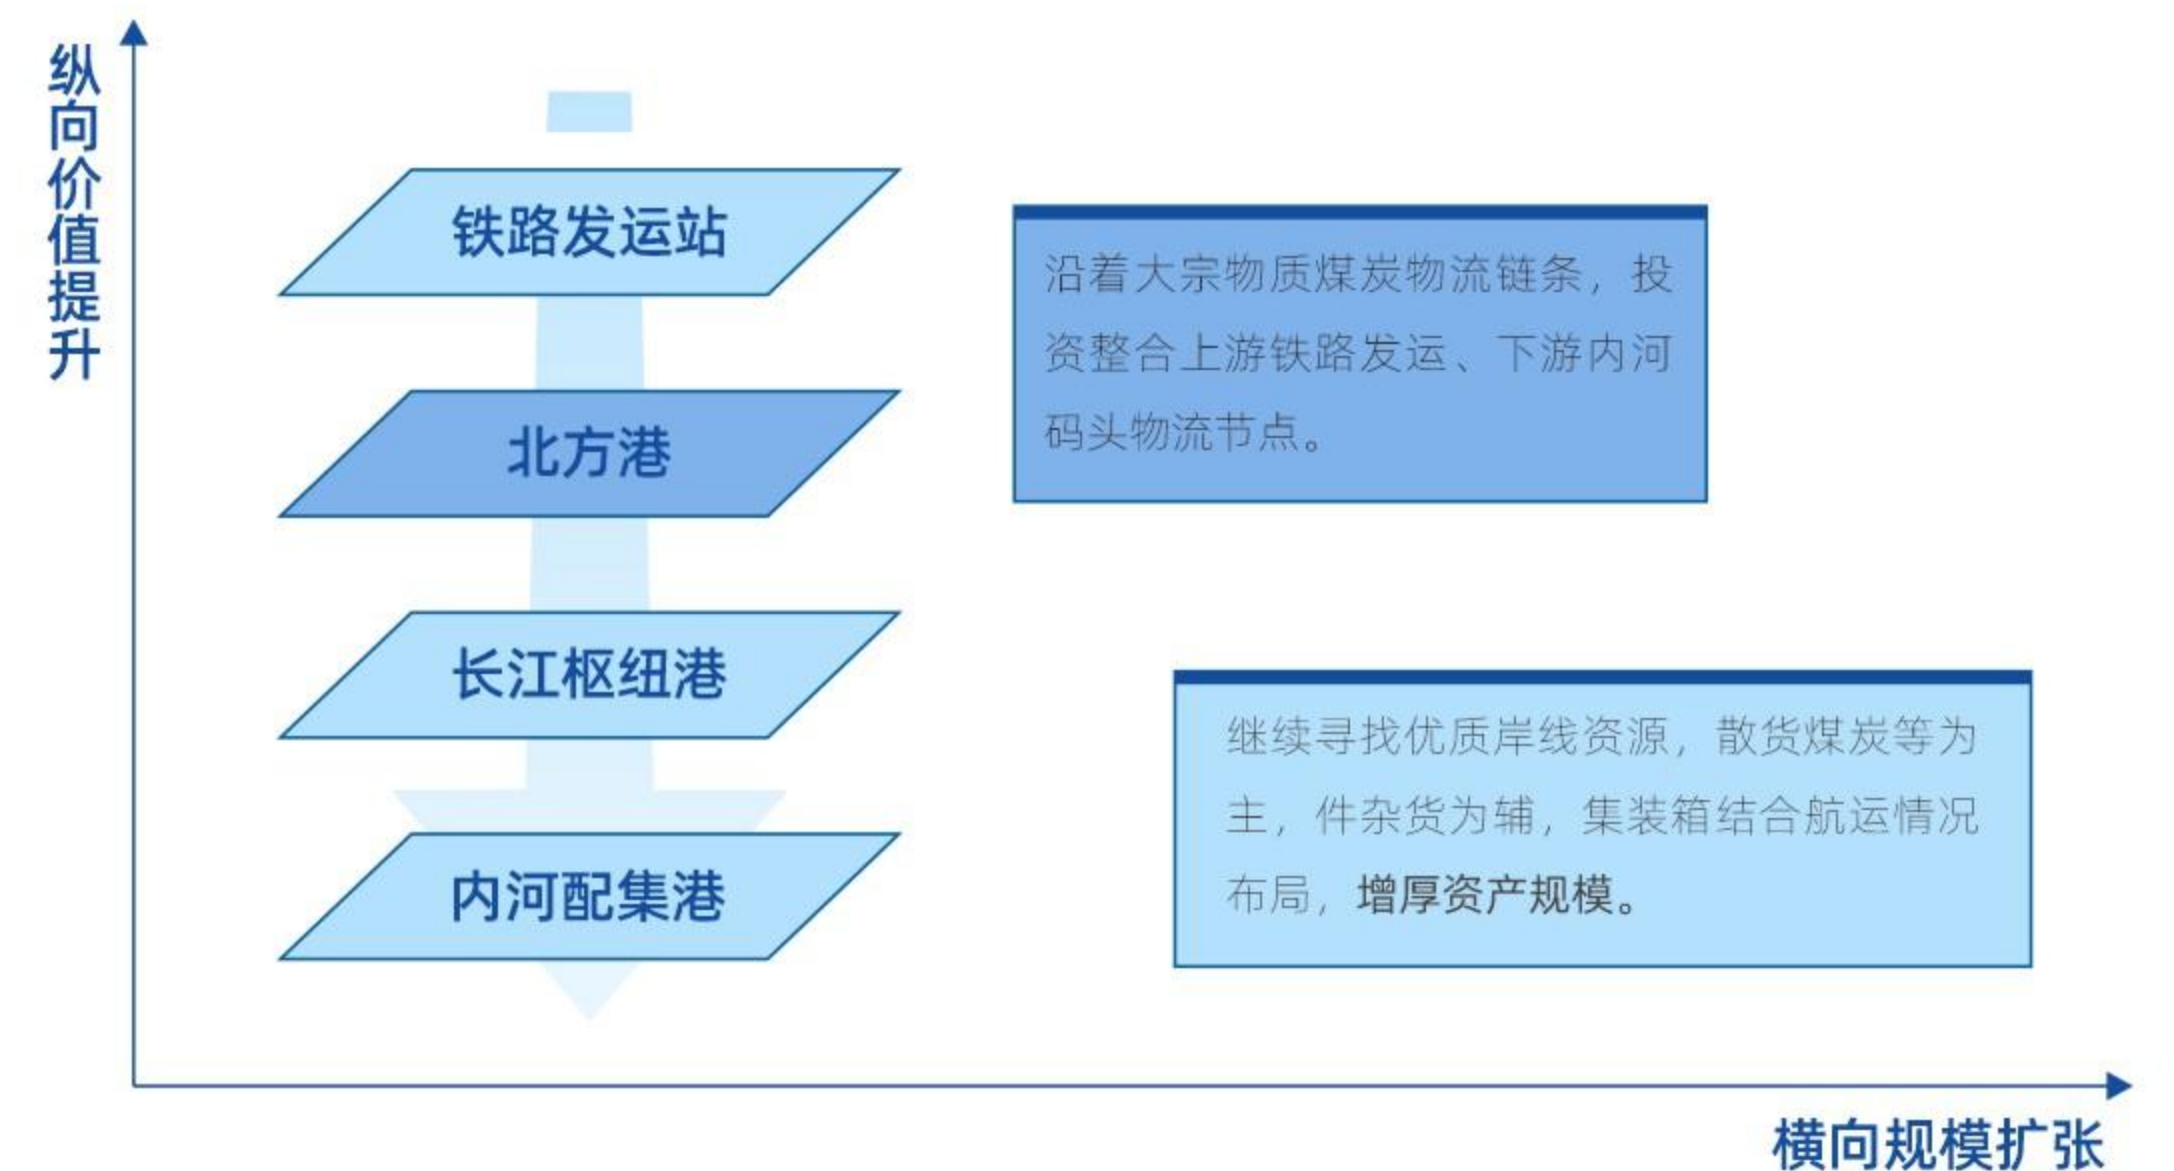 纵向价值提升
铁路发运站
北方港
长江枢纽港
内河配集港
沿着大宗物质煤炭物流链条，投
资整合上游铁路发运、下游内河
码头物流节点。
继续寻找优质岸线资源，散货煤炭等为
主，件杂货为辅，集装箱结合航运情况
布局，增厚资产规模。
横向规模扩张